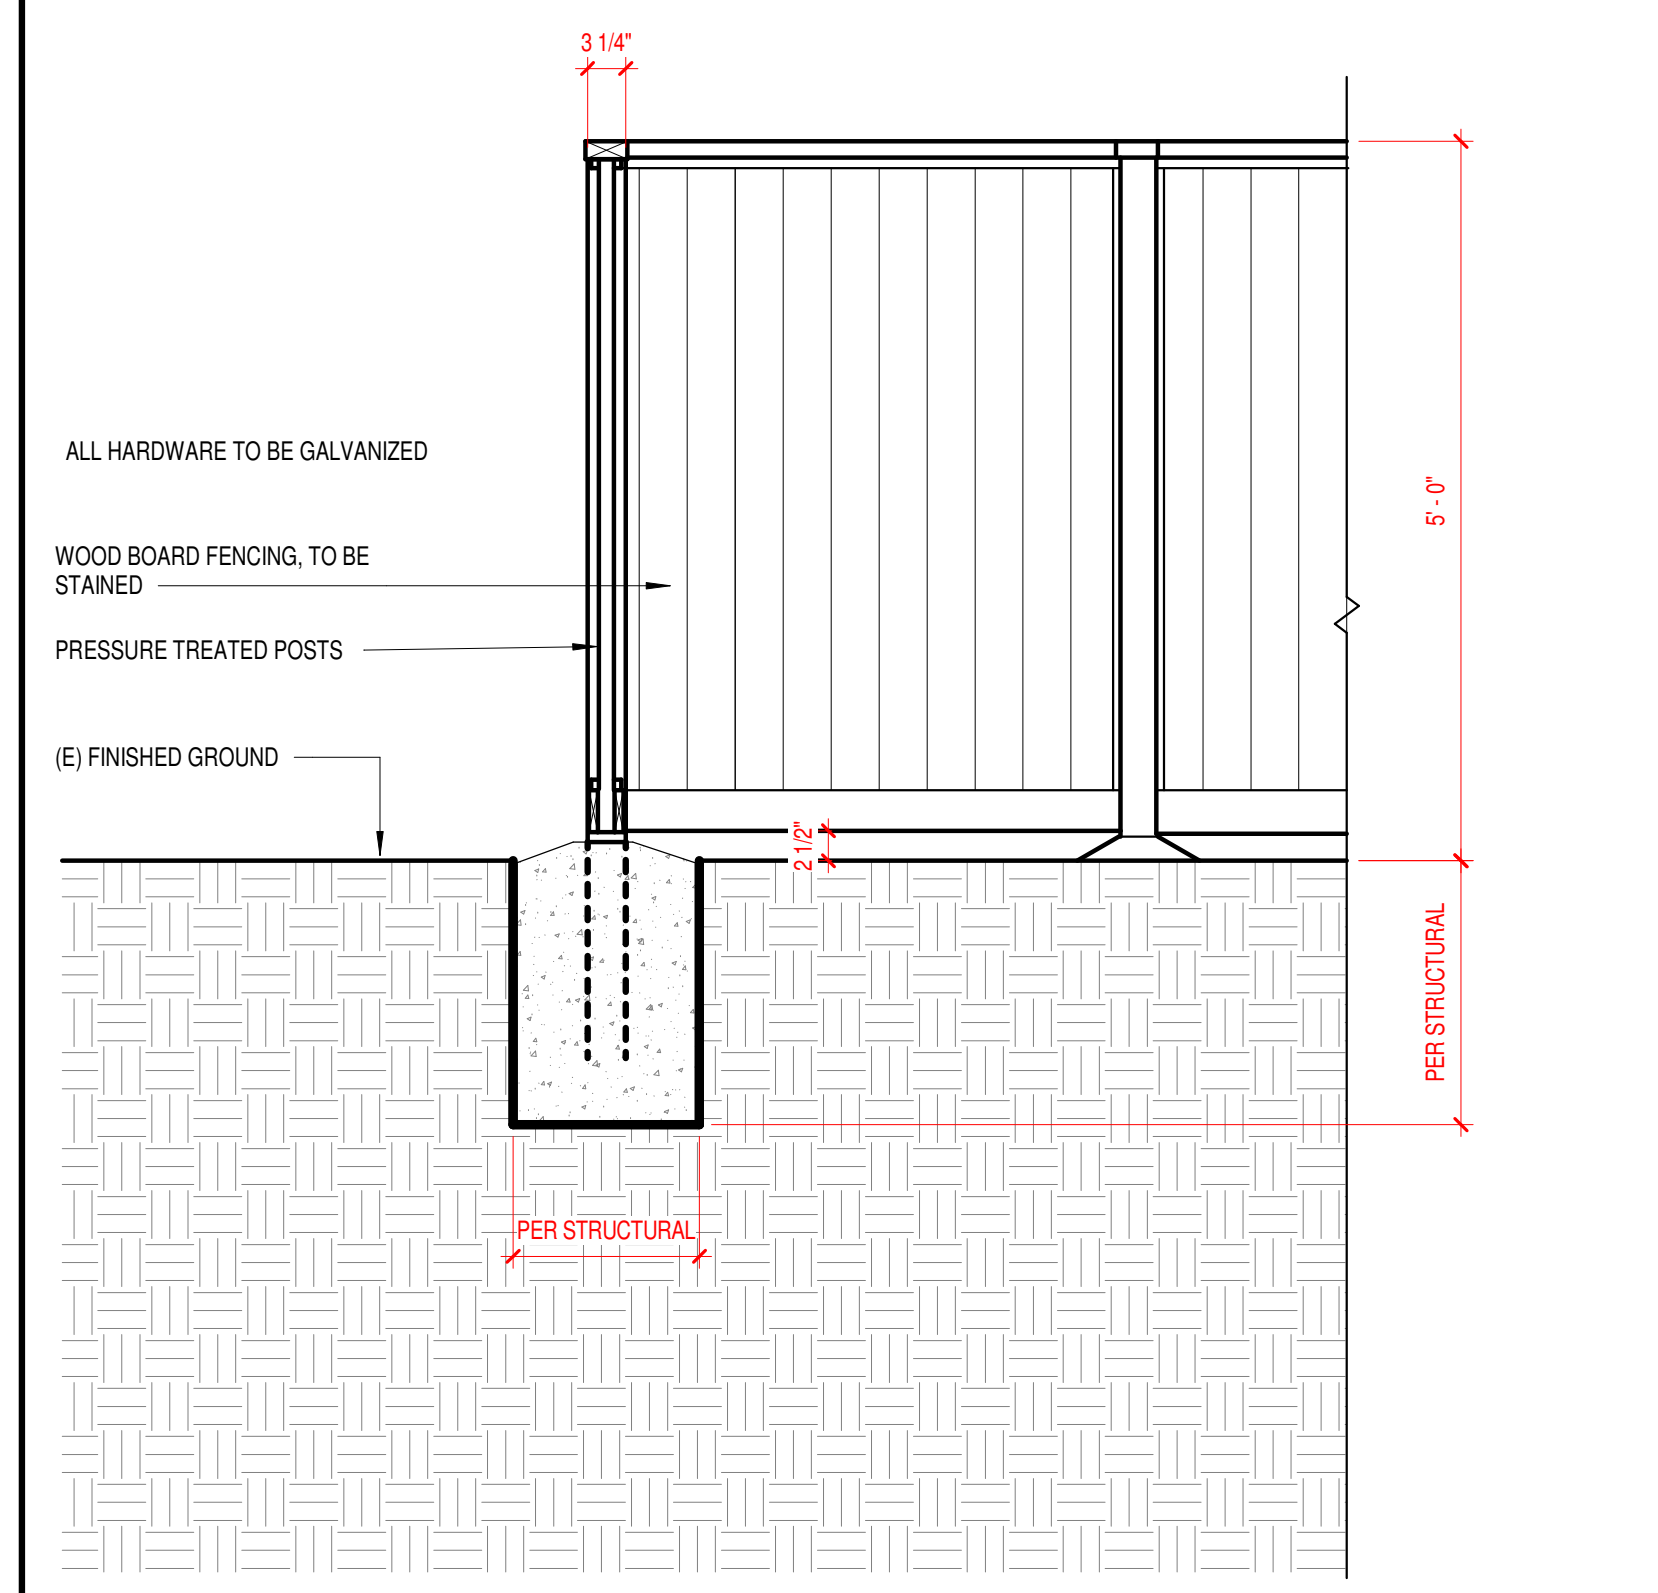 3 1/4"
ALL HARDWARE TO BE GALVANIZED
5' - 0"
WOOD BOARD FENCING, TO BE
STAINED
PRESSURE TREATED POSTS
(E) FINISHED GROUND
2 1/2"
PER STRUCTURAL
PER STRUCTURAL